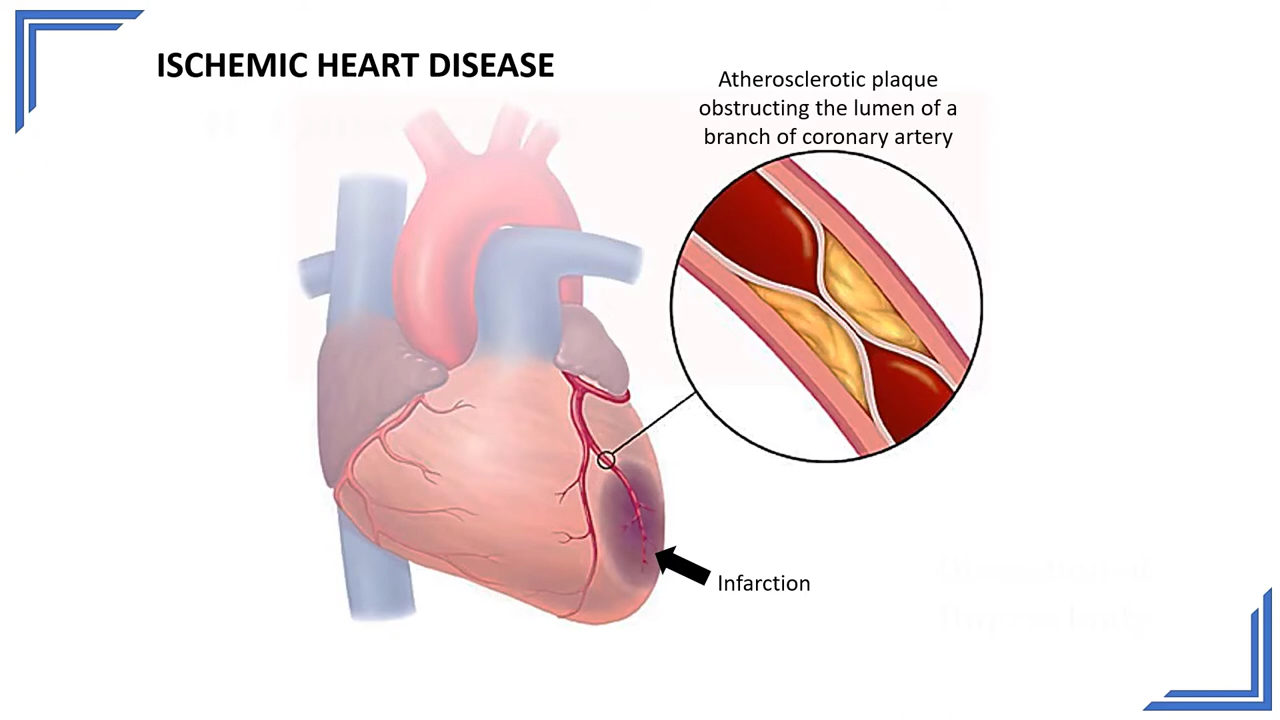 ISCHEMIC HEART DISEASE
Atherosclerotic plaque
obstructing the lumen of a
branch of coronary artery
Infarction